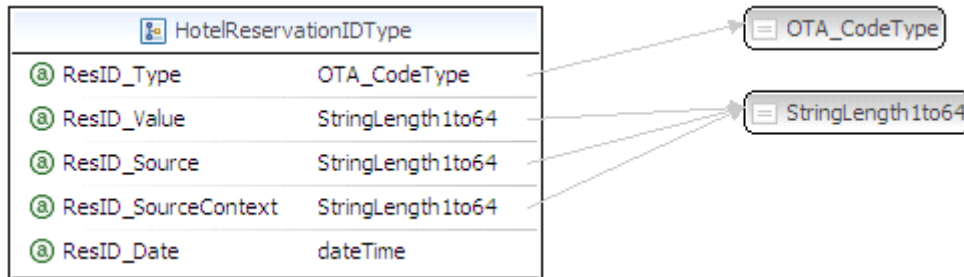 HotelReservationIDType
ResID_Type OTA_CodeType
ResID_Value StringLength1to64
ResID_Source StringLength1to64
ResID_SourceContext StringLength1to64
ResID_Date dateTime
OTA_CodeType
StringLength1to64